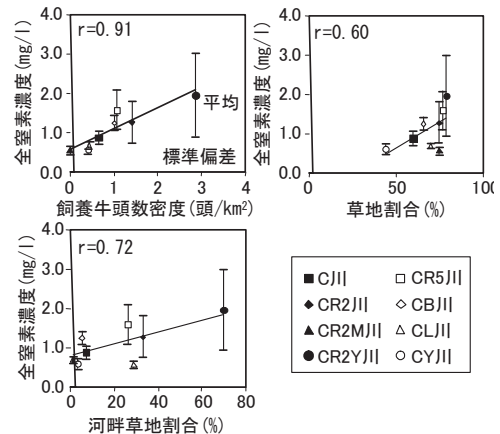 全窒素濃度(mg/l)
4.0
3.0
2.0
1.0
0.0
r=0.91
平均
標準偏差
0 1 2 3 4
飼養牛頭数密度(頭/km²)
全窒素濃度(mg/l)
4.0
3.0
2.0
1.0
0.0
r=0.60
0 50 100
草地割合(%)
全窒素濃度(mg/l)
4.0
3.0
2.0
1.0
0.0
r=0.72
0 20 40 60 80
河畔草地割合(%)
■CJ川 □CR5川
◆CR2川 ◇CB川
▲CR2M川 △CL川
●CR2Y川 ○CY川